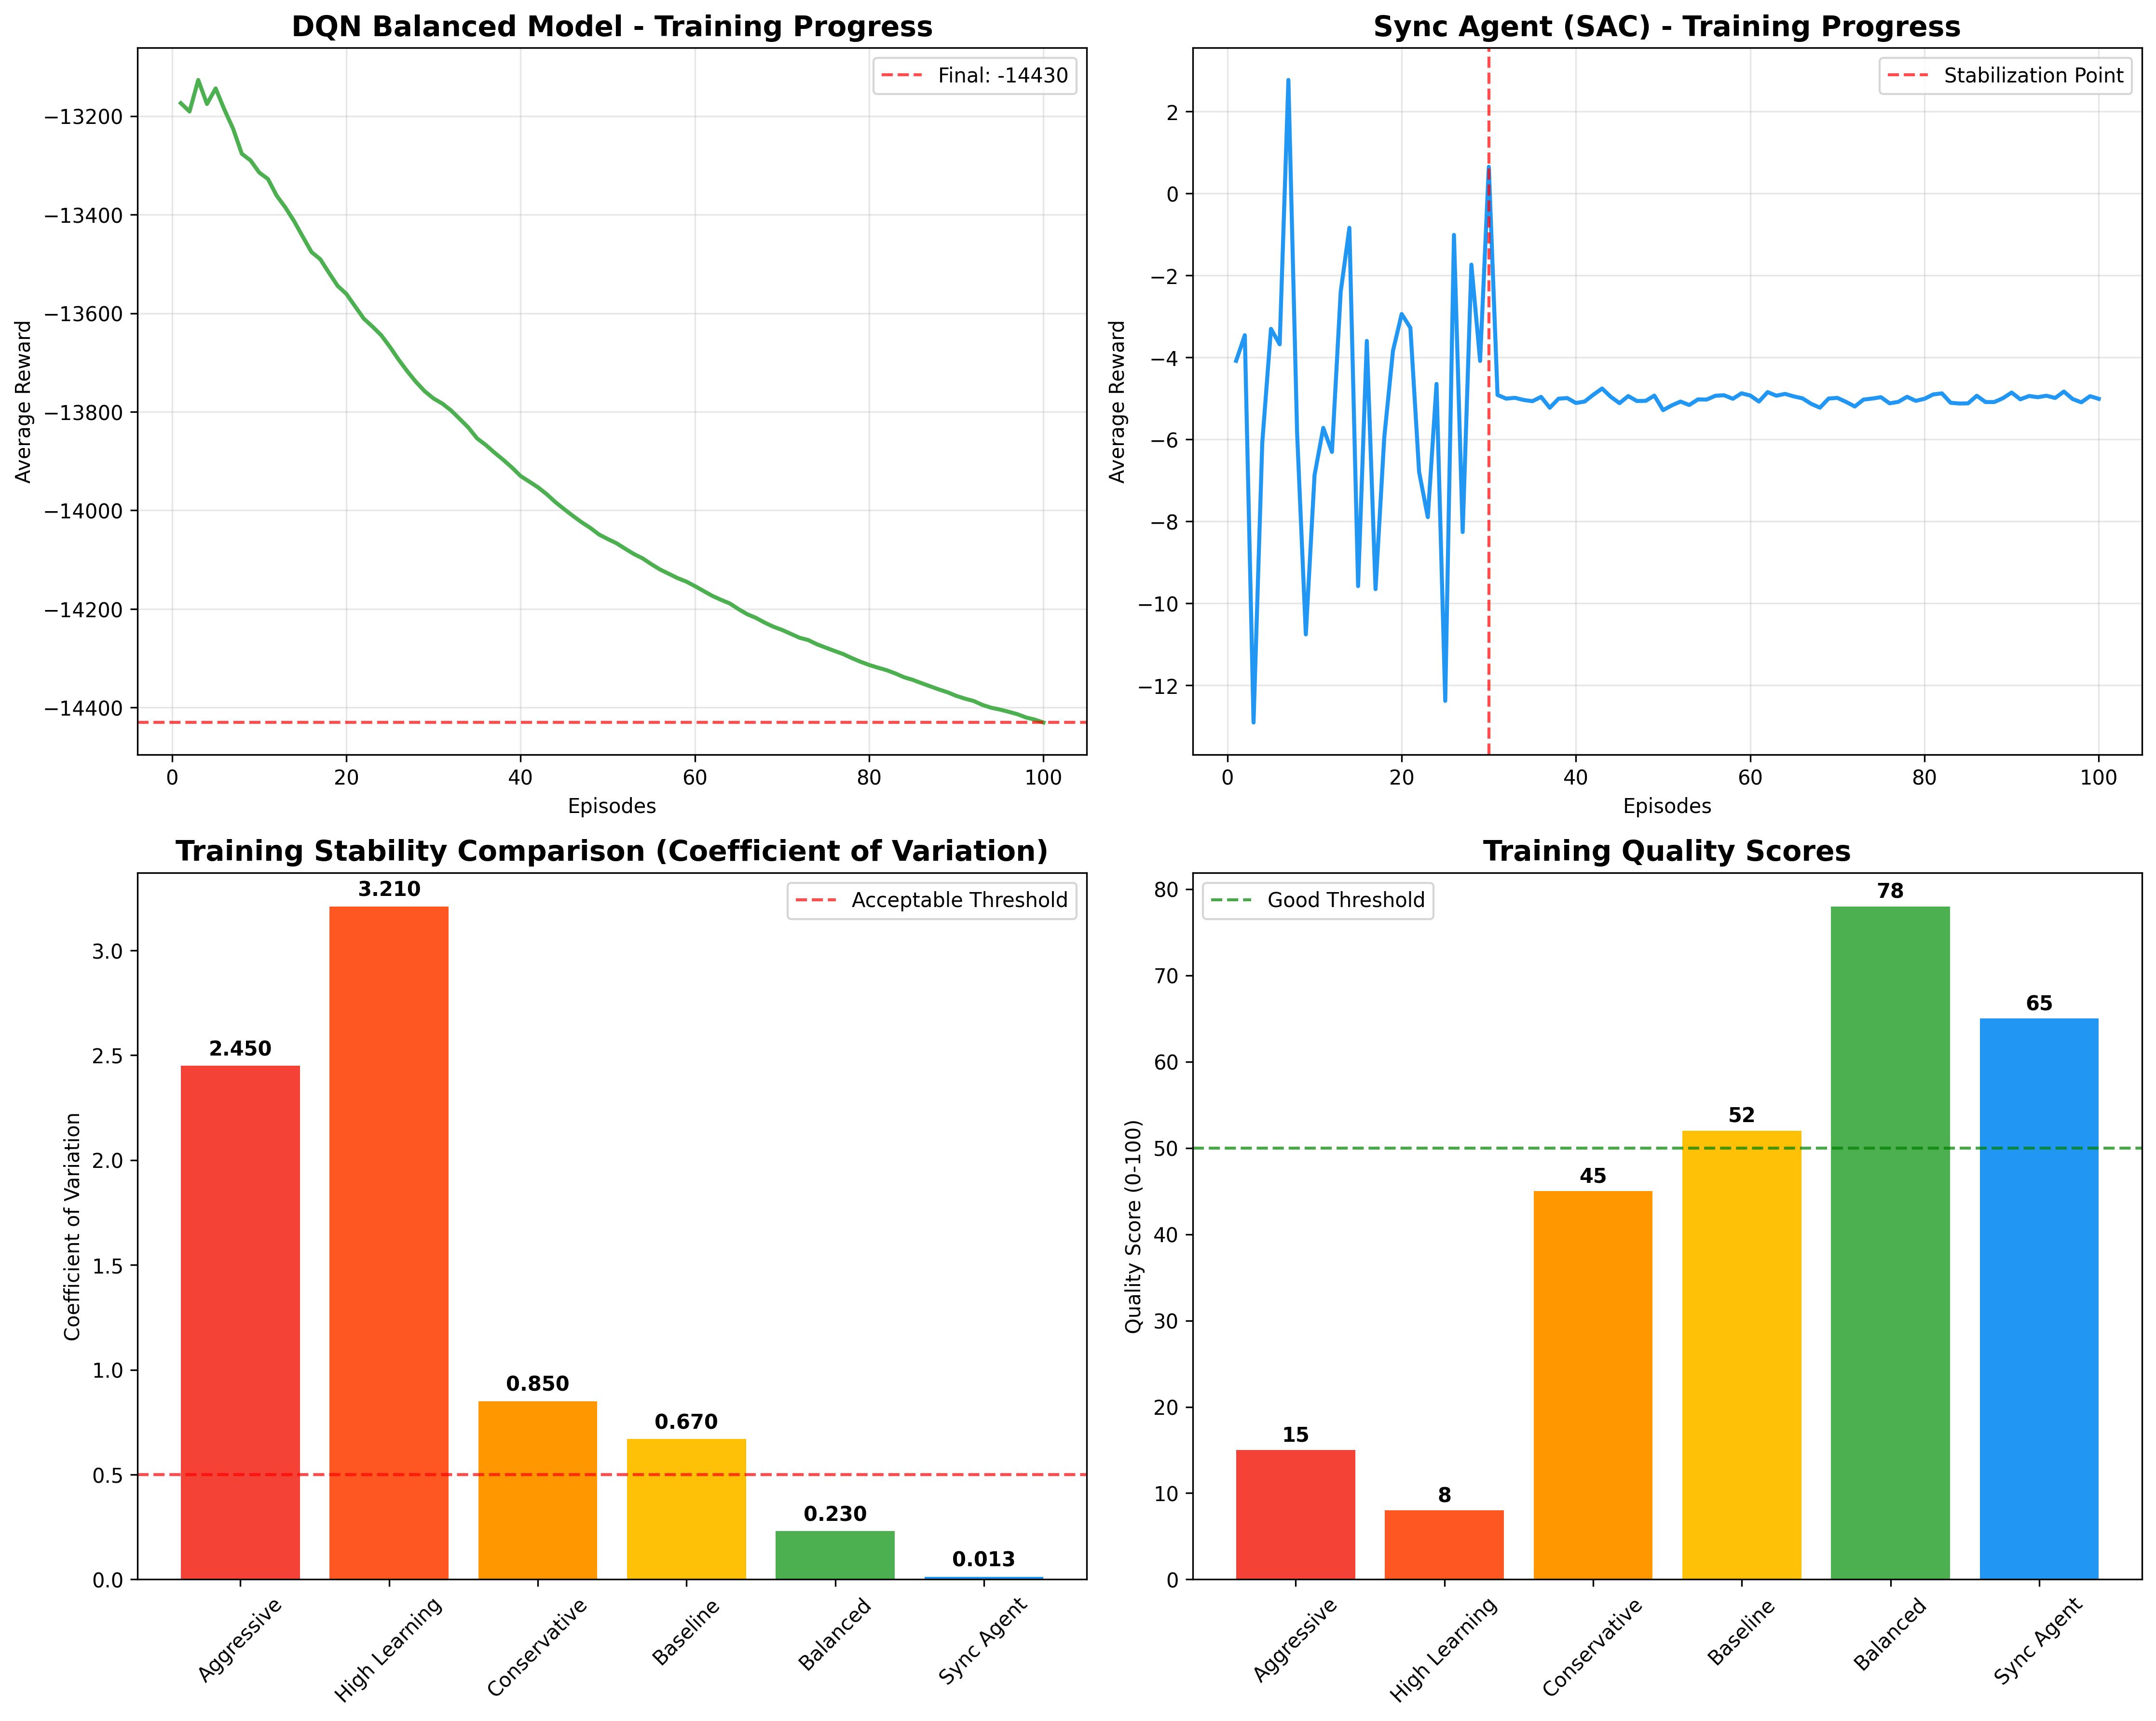 DQN Balanced Model - Training Progress
Final: -14430
Average Reward
−13200
−13400
−13600
−13800
−14000
−14200
−14400
0 20 40 60 80 100
Episodes
Sync Agent (SAC) - Training Progress
Stabilization Point
Average Reward
2
0
−2
−4
−6
−8
−10
−12
0 20 40 60 80 100
Episodes
Training Stability Comparison (Coefficient of Variation)
Acceptable Threshold
Coefficient of Variation
3.0
2.5
2.0
1.5
1.0
0.5
0.0
2.450
3.210
0.850
0.670
0.230
0.013
Aggressive
High Learning
Conservative
Baseline
Balanced
Sync Agent
Training Quality Scores
Good Threshold
Quality Score (0-100)
80
70
60
50
40
30
20
10
0
15
8
45
52
78
65
Aggressive
High Learning
Conservative
Baseline
Balanced
Sync Agent